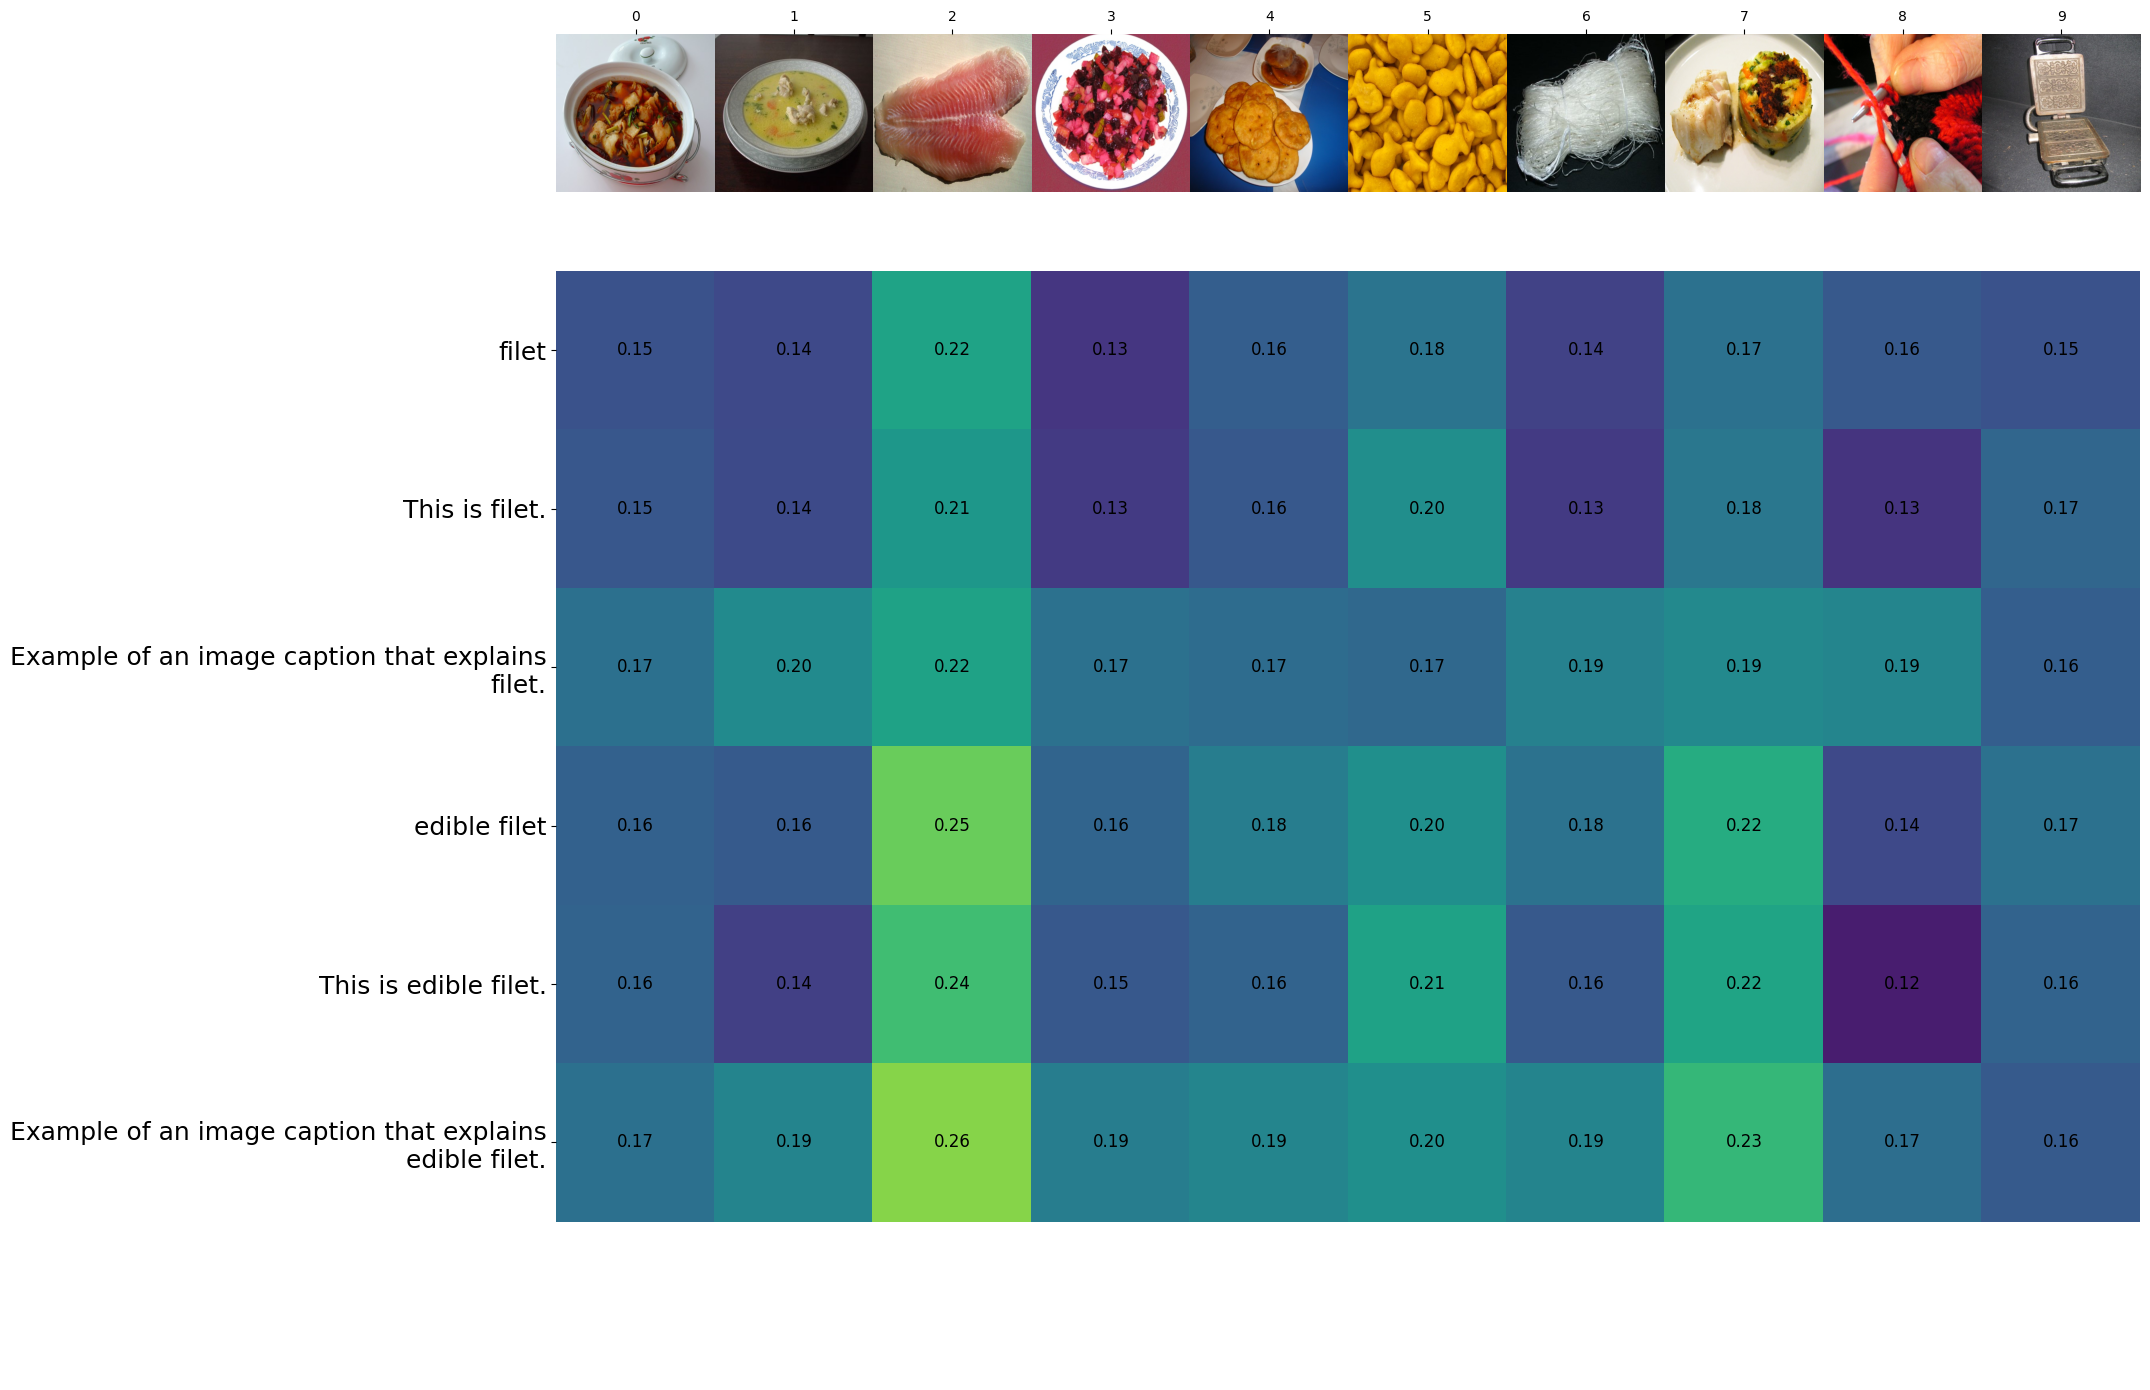 0 1 2 3 4 5 6 7 8 9
filet 0.15 0.14 0.22 0.13 0.16 0.18 0.14 0.17 0.16 0.15
This is filet. 0.15 0.14 0.21 0.13 0.16 0.20 0.13 0.18 0.13 0.17
Example of an image caption that explains
filet. 0.17 0.20 0.22 0.17 0.17 0.17 0.19 0.19 0.19 0.16
edible filet 0.16 0.16 0.25 0.16 0.18 0.20 0.18 0.22 0.14 0.17
This is edible filet. 0.16 0.14 0.24 0.15 0.16 0.21 0.16 0.22 0.12 0.16
Example of an image caption that explains
edible filet. 0.17 0.19 0.26 0.19 0.19 0.20 0.19 0.23 0.17 0.16